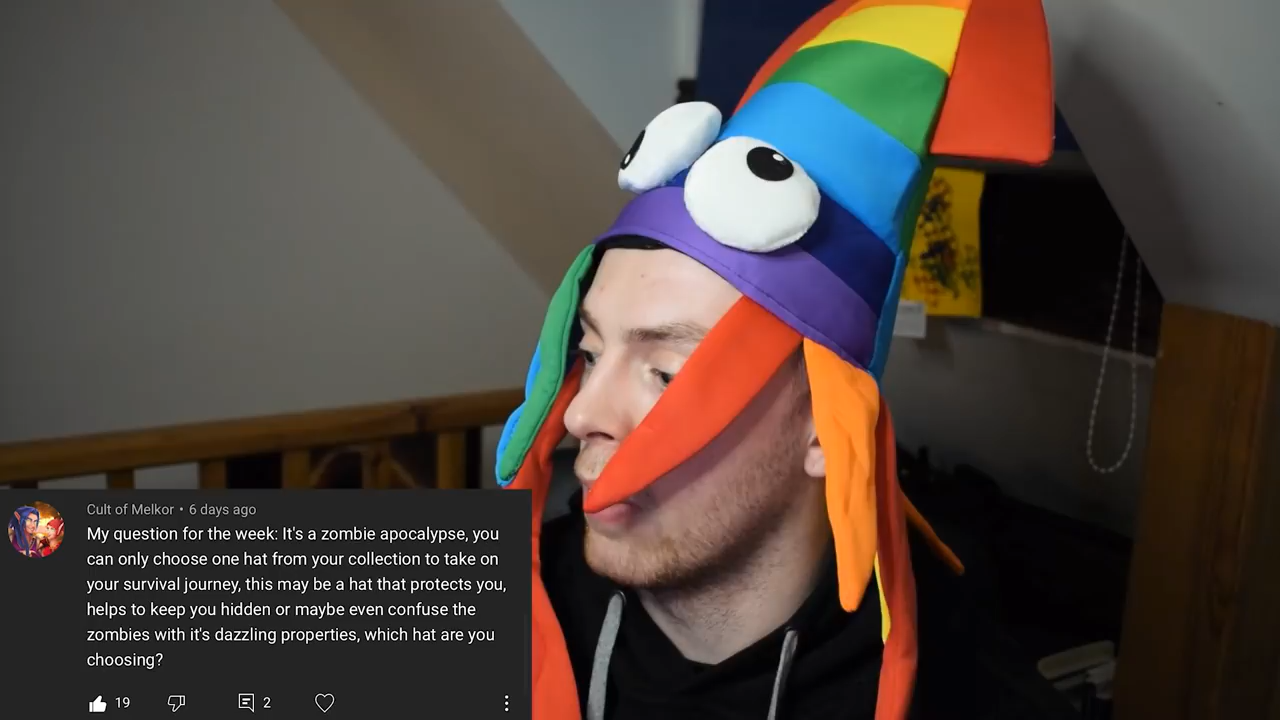 Cult of Melkor • 6 days ago
My question for the week: It's a zombie apocalypse, you
can only choose one hat from your collection to take on
your survival journey, this may be a hat that protects you,
helps to keep you hidden or maybe even confuse the
zombies with it's dazzling properties, which hat are you
choosing?
19 2